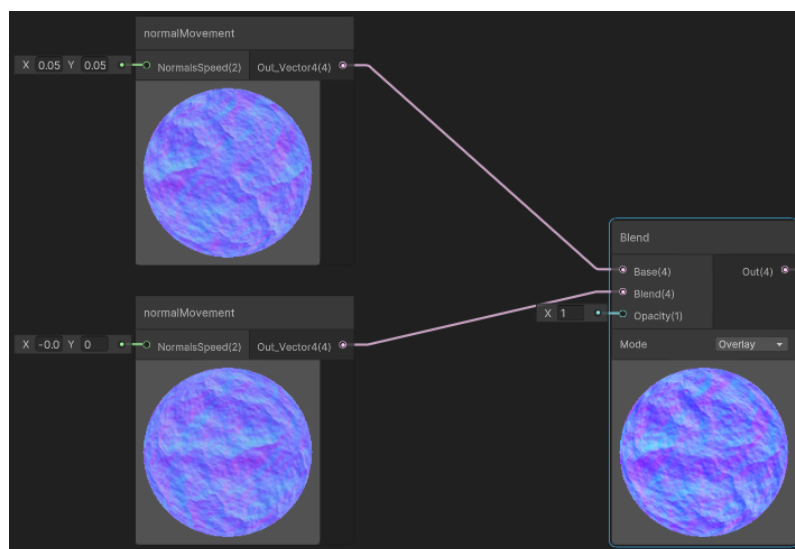 normalMovement
X 0.05 Y 0.05 NormalsSpeed(2) Out_Vector4(4)
Blend
Base(4) Out(4)
Blend(4)
X 1 Opacity(1)
Mode Overlay
normalMovement
X -0.0 Y 0 NormalsSpeed(2) Out_Vector4(4)